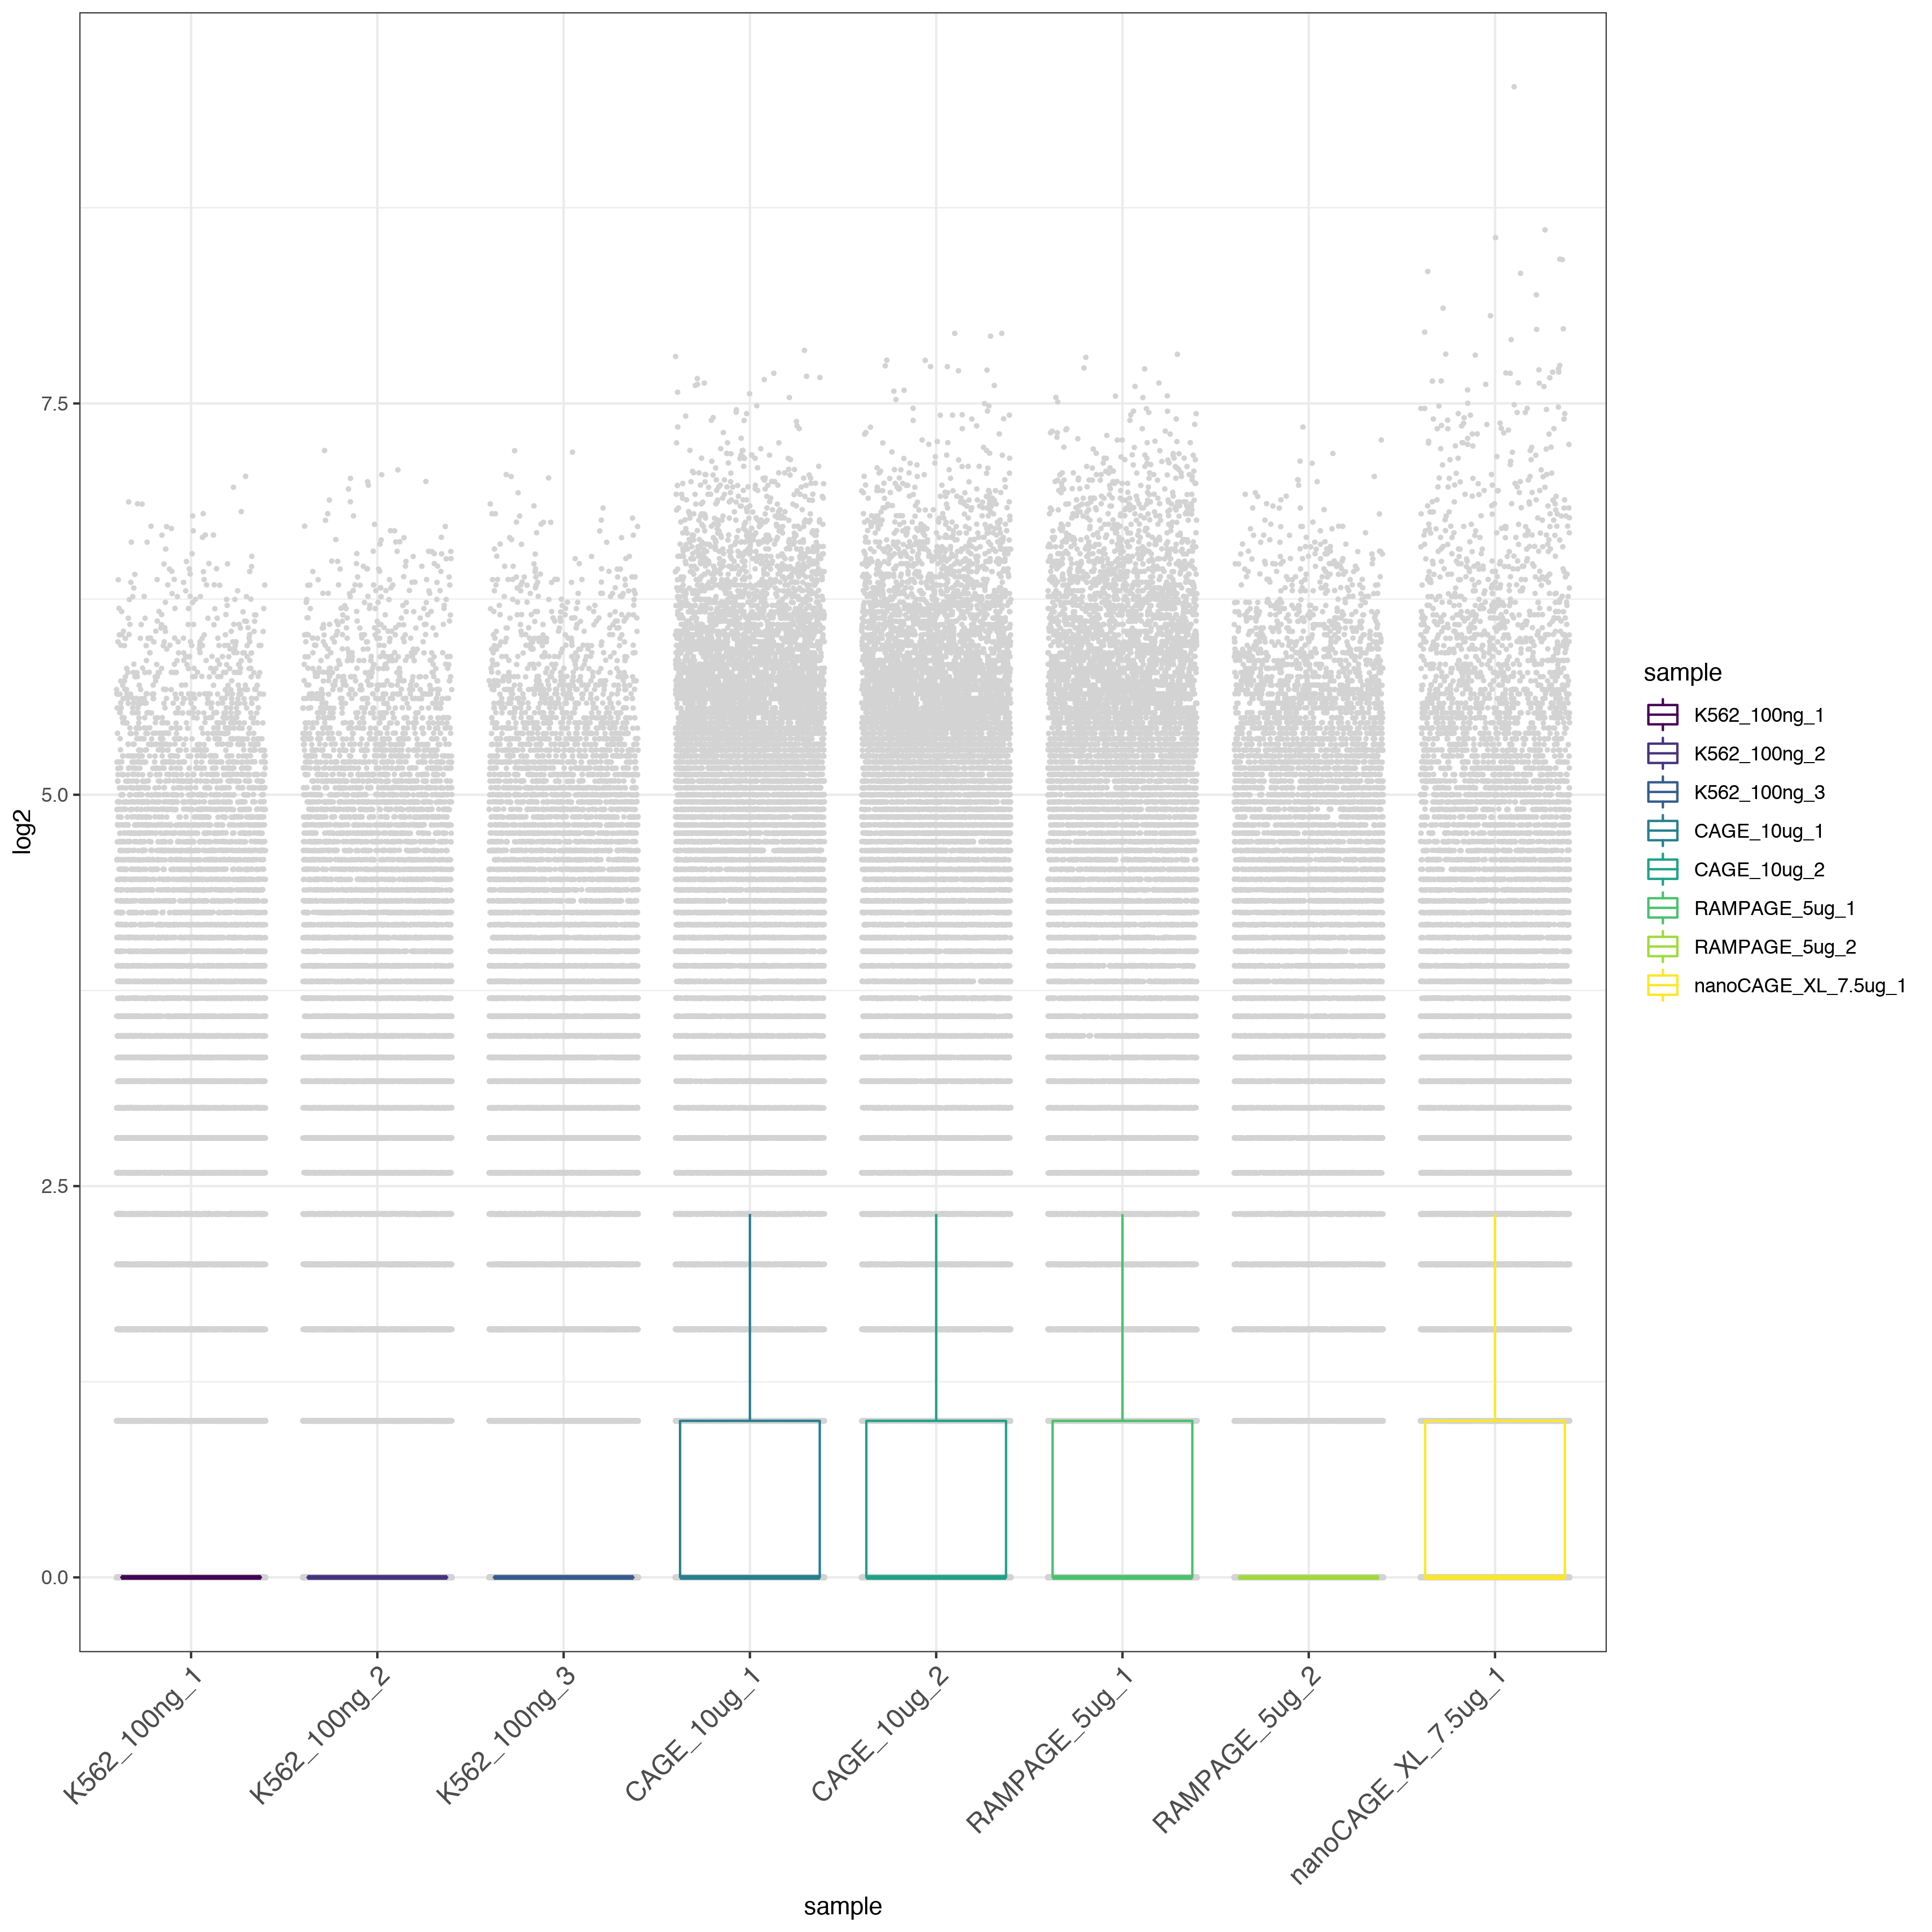 log2
7.5
5.0
2.5
0.0
K562_100ng_1
K562_100ng_2
K562_100ng_3
CAGE_10ug_1
CAGE_10ug_2
RAMPAGE_5ug_1
RAMPAGE_5ug_2
nanoCAGE_XL_7.5ug_1
sample
sample
K562_100ng_1
K562_100ng_2
K562_100ng_3
CAGE_10ug_1
CAGE_10ug_2
RAMPAGE_5ug_1
RAMPAGE_5ug_2
nanoCAGE_XL_7.5ug_1